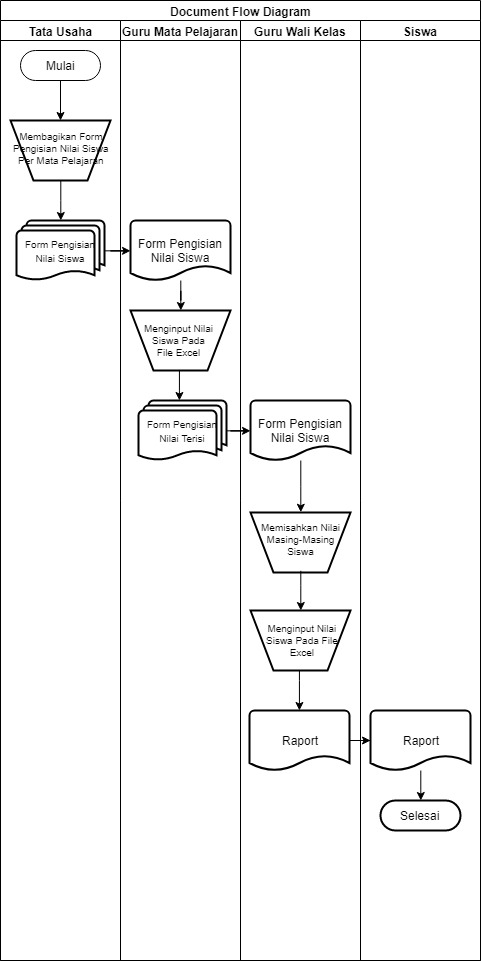 Document Flow Diagram
Tata Usaha
Guru Mata Pelajaran
Guru Wali Kelas
Siswa
Mulai
Membagikan Form
Pengisian Nilai Siswa
Per Mata Pelajaran
Form Pengisian
Nilai Siswa
Form Pengisian
Nilai Siswa
Menginput Nilai
Siswa Pada
File Excel
Form Pengisian
Nilai Terisi
Form Pengisian
Nilai Siswa
Memisahkan Nilai
Masing-Masing
Siswa
Menginput Nilai
Siswa Pada File
Excel
Raport
Raport
Selesai